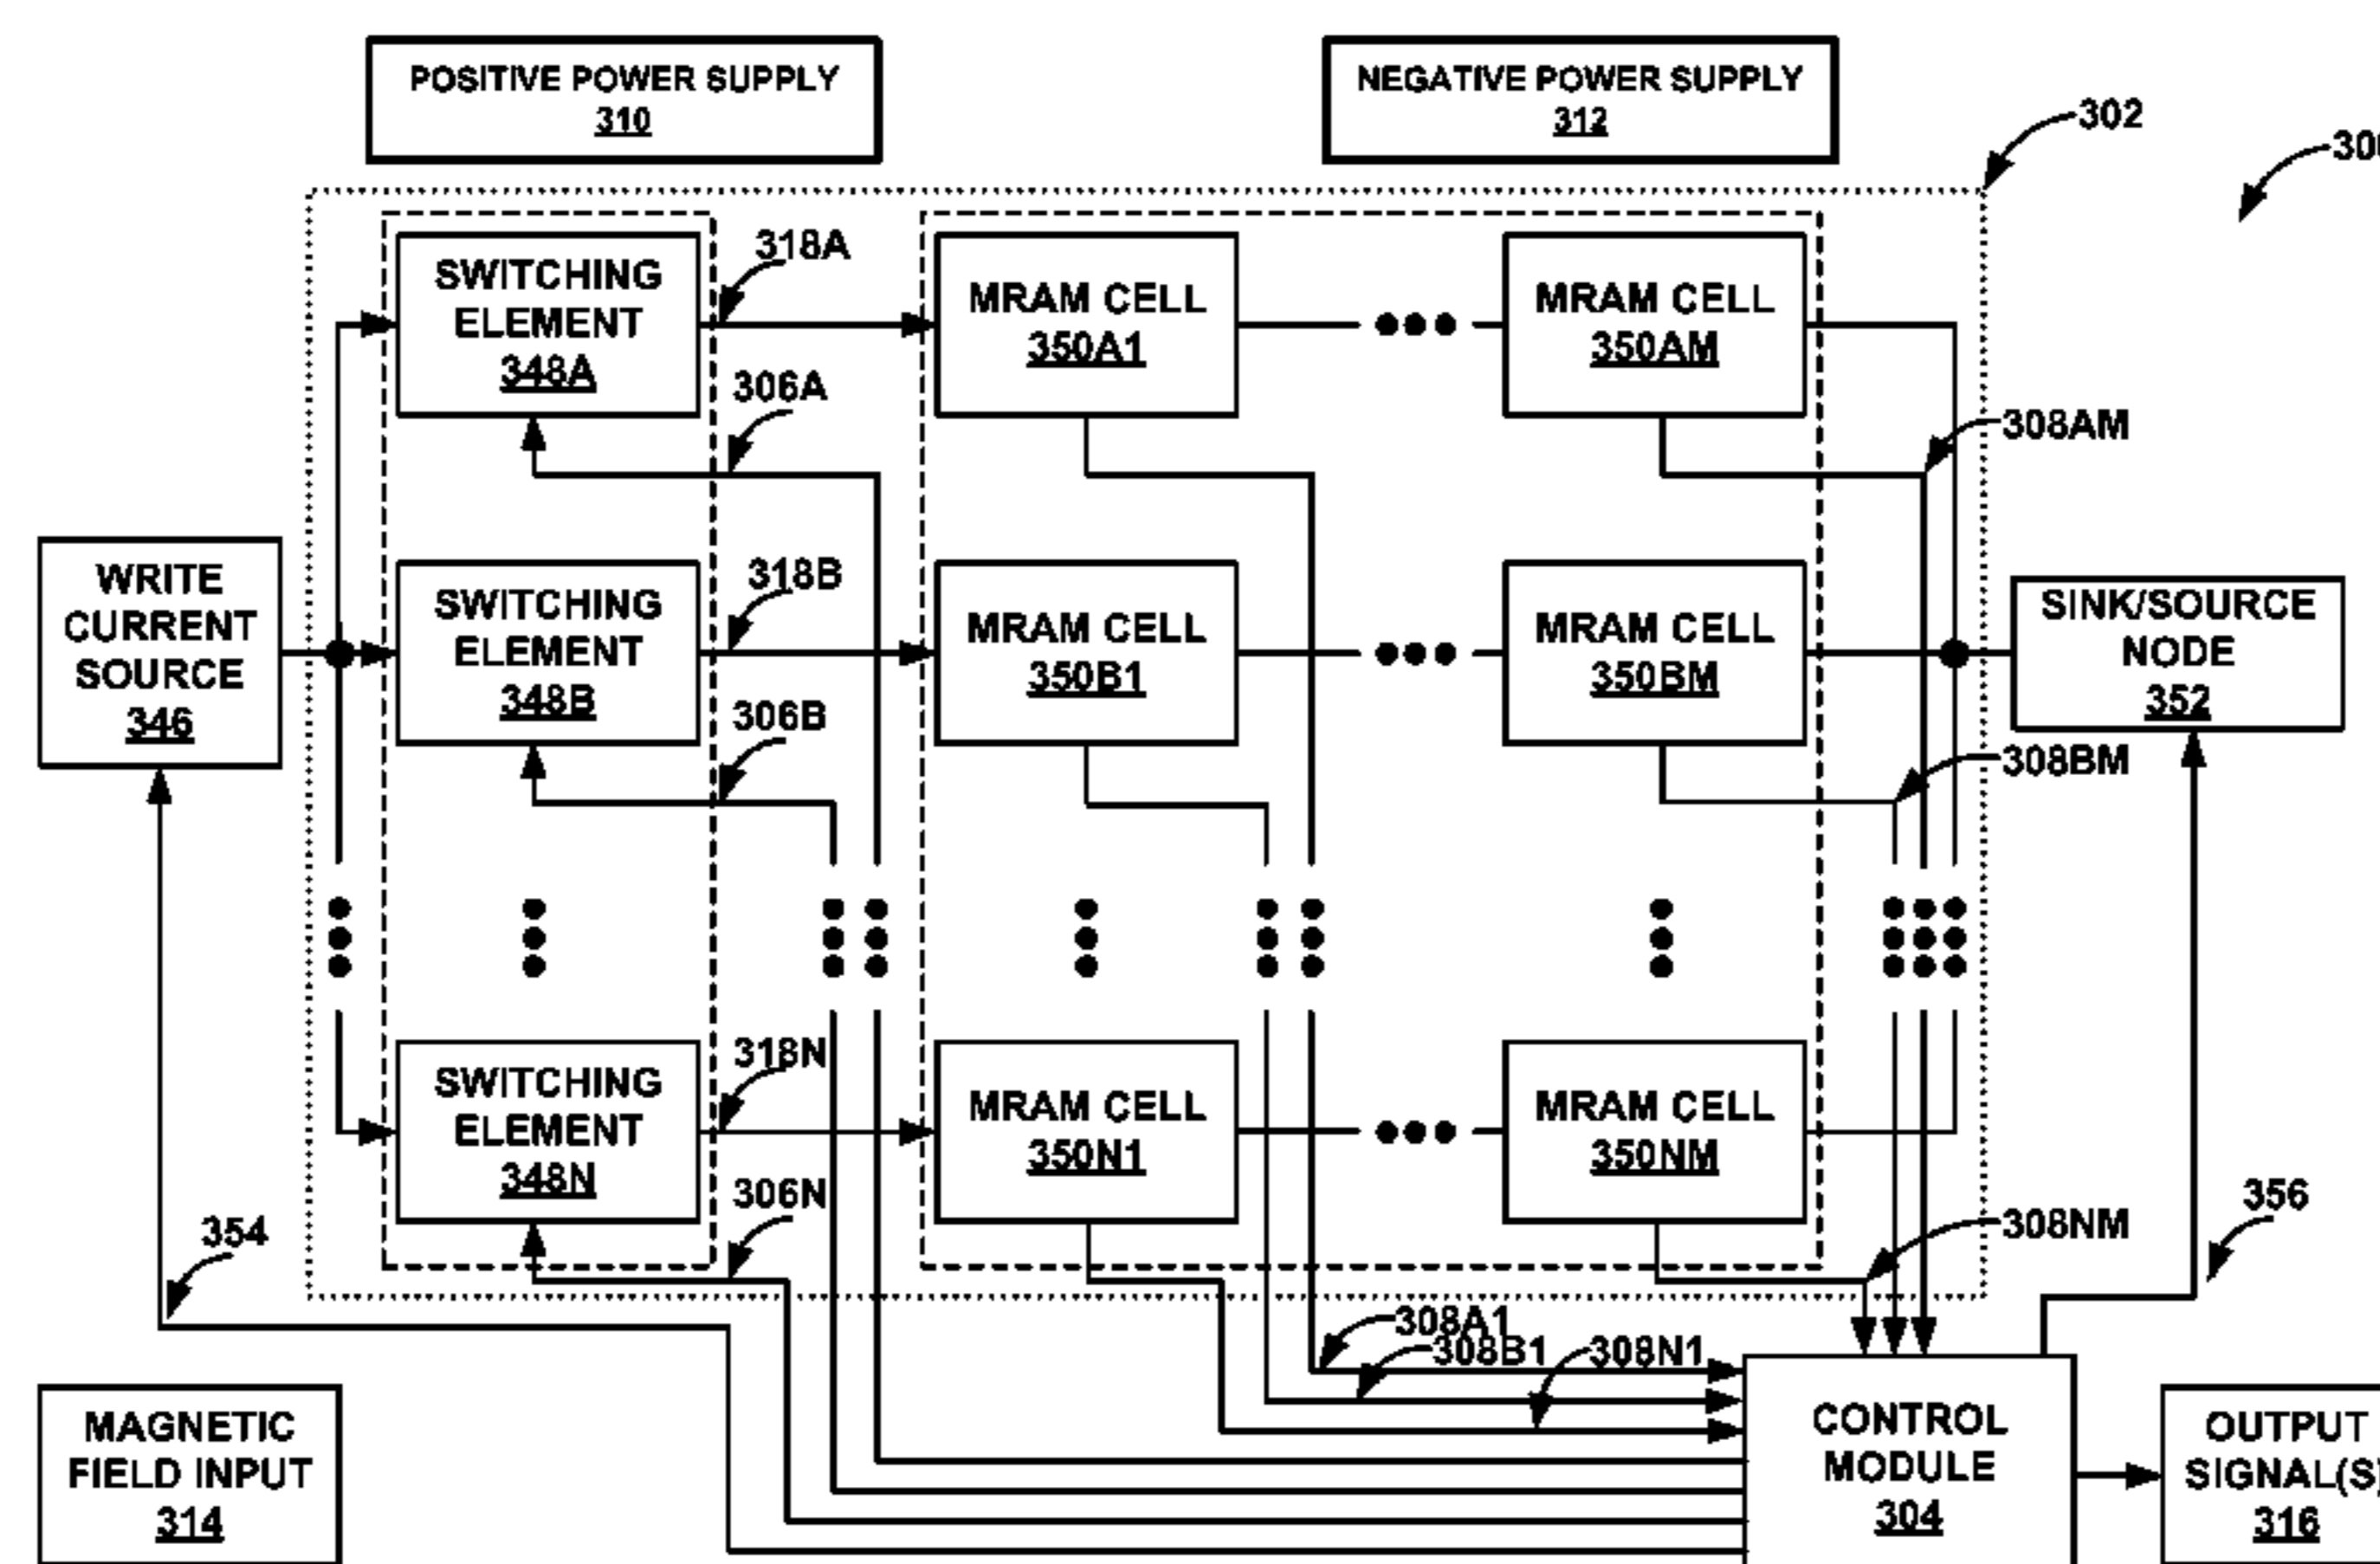 POSITIVE POWER SUPPLY
310
NEGATIVE POWER SUPPLY
312
302
SWITCHING
ELEMENT
348A
318A
306A
MRAM CELL
350A1
MRAM CELL
350AM
308AM
WRITE
CURRENT
SOURCE
346
SWITCHING
ELEMENT
348B
318B
306B
MRAM CELL
350B1
MRAM CELL
350BM
308BM
SINK/SOURCE
NODE
352
SWITCHING
ELEMENT
348N
318N
306N
MRAM CELL
350N1
MRAM CELL
350NM
308NM
354
356
308A1
308B1
308N1
MAGNETIC
FIELD INPUT
314
CONTROL
MODULE
304
OUTPUT
SIGNAL(S)
316